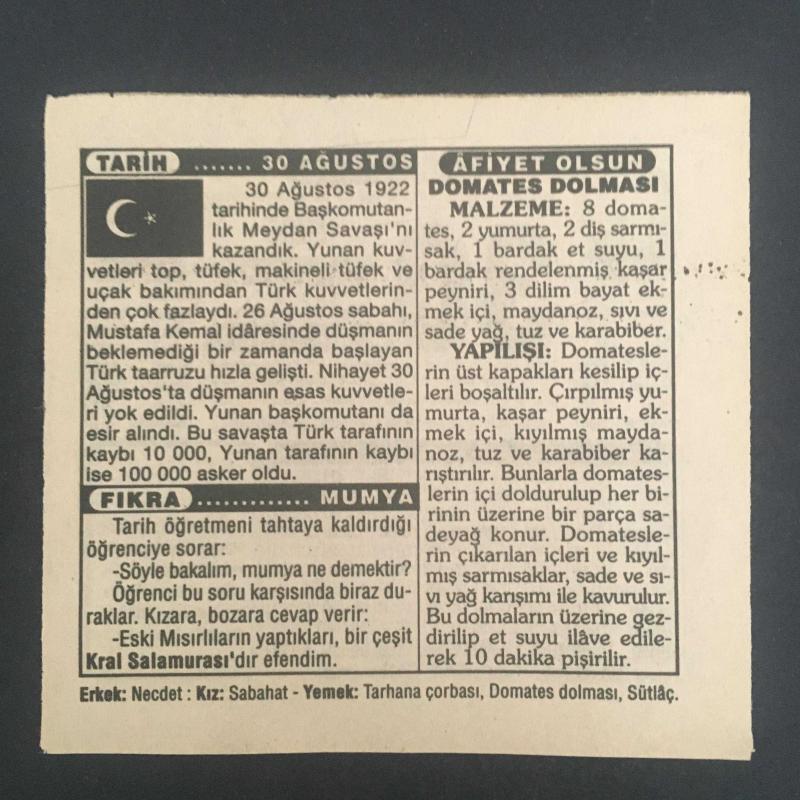 TARİH ....... 30 AĞUSTOS
30 Ağustos 1922
tarihinde Başkomutan-
lık Meydan Savaşı'nı
kazandık. Yunan kuv-
vetleri top, tüfek, makineli tüfek ve
uçak bakımından Türk kuvvetlerin-
den çok fazlaydı. 26 Ağustos sabahı,
Mustafa Kemal idâresinde düşmanın
beklemediği bir zamanda başlayan
Türk taarruzu hızla gelişti. Nihayet 30
Ağustos'ta düşmanın esas kuvvetle-
ri yok edildi. Yunan başkomutanı da
esir alındı. Bu savaşta Türk tarafının
kaybı 10 000, Yunan tarafının kaybı
ise 100 000 asker oldu.
FIKRA ............. MUMYA
Tarih öğretmeni tahtaya kaldırdığı
öğrenciye sorar:
-Söyle bakalım, mumya ne demektir?
Öğrenci bu soru karşısında biraz du-
raklar. Kızara, bozara cevap verir:
-Eski Mısırlıların yaptıkları, bir çeşit
Kral Salamurası'dır efendim.
ÂFİYET OLSUN
DOMATES DOLMASI
MALZEME: 8 doma-
tes, 2 yumurta, 2 diş sarmı-
sak, 1 bardak et suyu, 1
bardak rendelenmiş kaşar
peyniri, 3 dilim bayat ek-
mek içi, maydanoz, sıvı ve
sade yağ, tuz ve karabiber.
YAPILIŞI: Domatesle-
rin üst kapakları kesilip iç-
leri boşaltılır. Çırpılmış yu-
murta, kaşar peyniri, ek-
mek içi, kıyılmış mayda-
noz, tuz ve karabiber ka-
rıştırılır. Bunlarla domates-
lerin içi doldurulup her bi-
rinin üzerine bir parça sa-
deyağ konur. Domatesle-
rin çıkarılan içleri ve kıyıl-
mış sarmısaklar, sade ve sı-
vı yağ karışımı ile kavurulur.
Bu dolmaların üzerine gez-
dirilip et suyu ilâve edile-
rek 10 dakika pişirilir.
Erkek: Necdet : Kız: Sabahat - Yemek: Tarhana çorbası, Domates dolması, Sütlâç.